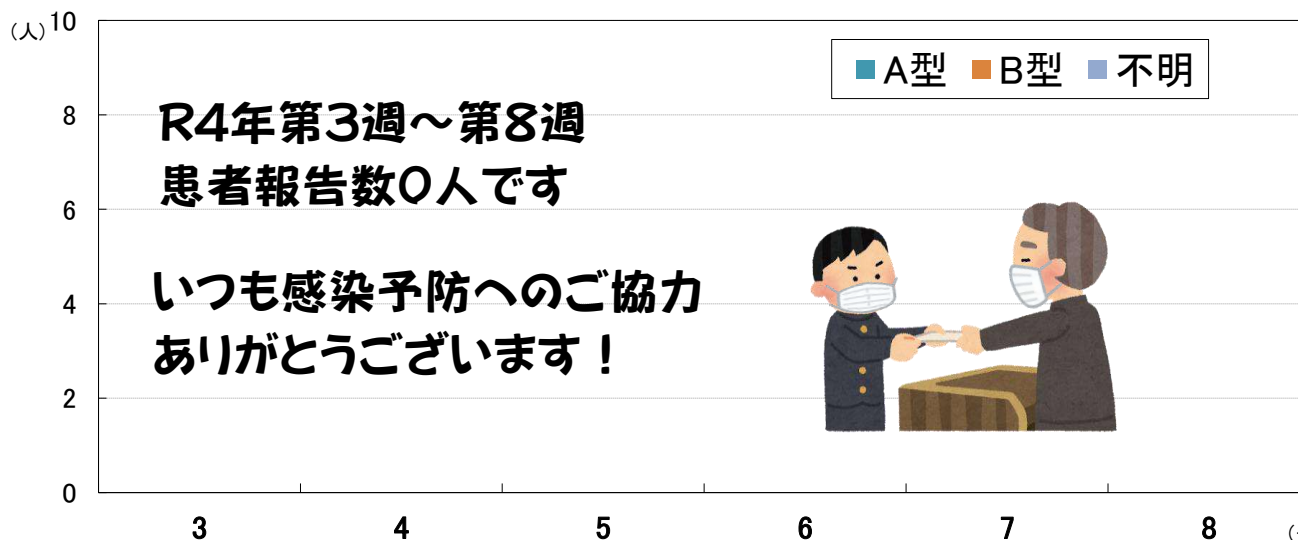 (人)
10
8
6
4
2
0
A型 B型 不明
R4年第3週~第8週
患者報告数0人です
いつも感染予防へのご協力
ありがとうございます!
3 4 5 6 7 8